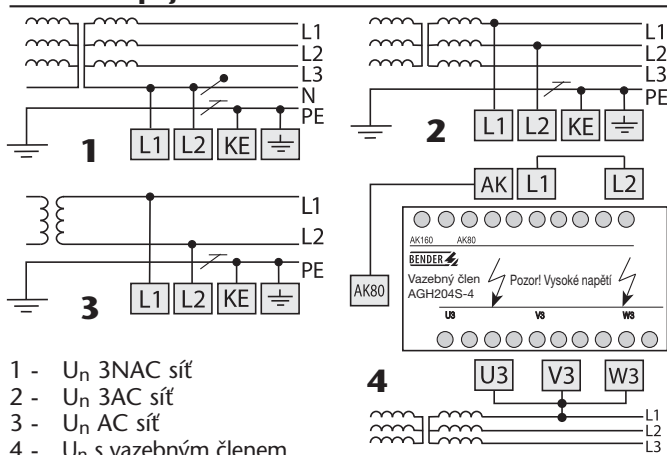 L1
L2
L3
N
PE
1
L1 L2 KE
L1
L2
L3
PE
2
L1 L2 KE
L1
L2
PE
3
L1 L2 KE
AK L1 L2
AK80
AK160 AK80
BENDER
Vazebný člen
AGH204S-4
Pozor! Vysoké napětí
U3 V3 W3
U3 V3 W3
4
L1
L2
L3
1 - Un 3NAC síť
2 - Un 3AC síť
3 - Un AC síť
4 - Un s vazebným členem